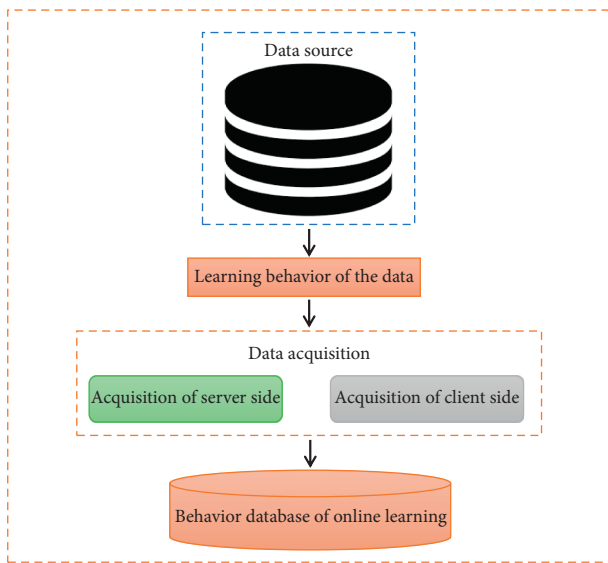 Data source
Learning behavior of the data
Data acquisition
Acquisition of server side
Acquisition of client side
Behavior database of online learning